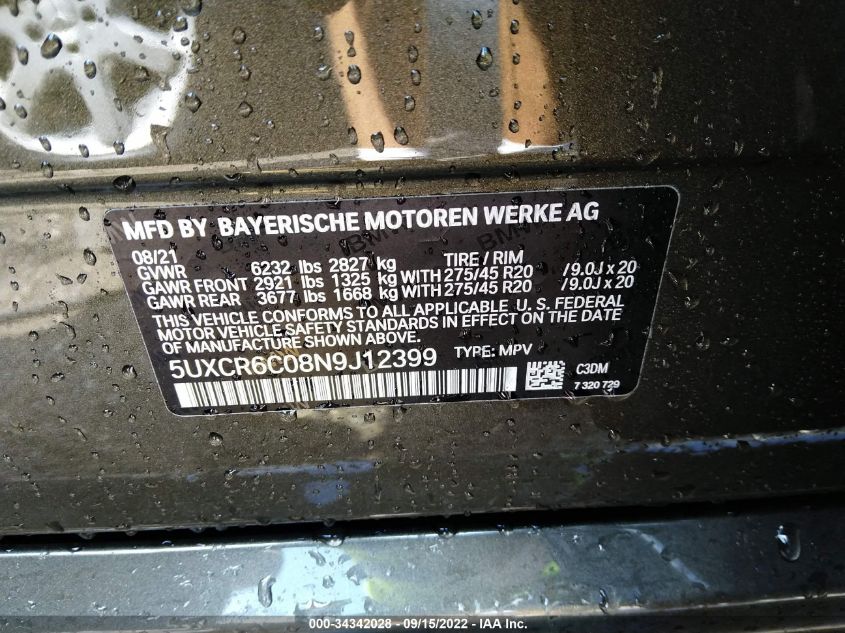 MFD BY BAYERISCHE MOTOREN WERKE AG
08/21
GVWR 6232 lbs 2827 kg TIRE / RIM
GAWR FRONT 2921 lbs 1325 kg WITH 275/45 R20 /9.0J x 20
GAWR REAR 3677 lbs 1668 kg WITH 275/45 R20 /9.0J x 20
THIS VEHICLE CONFORMS TO ALL APPLICABLE U. S. FEDERAL
MOTOR VEHICLE SAFETY STANDARDS IN EFFECT ON THE DATE
OF MANUFACTURE SHOWN ABOVE.
5UXCR6C08N9J12399 TYPE: MPV
C3DM
7 320 729
000-34342028 - 09/15/2022 - IAA Inc.